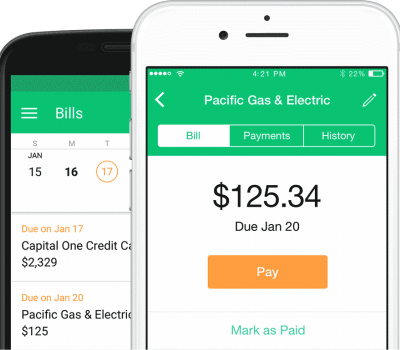 Bills
S M T
JAN
15 16 17
Due on Jan 17
Capital One Credit Ca
$2,329
Due on Jan 20
Pacific Gas & Electric
$125
4:21 PM 22%
Pacific Gas & Electric
Bill Payments History
$125.34
Due Jan 20
Pay
Mark as Paid